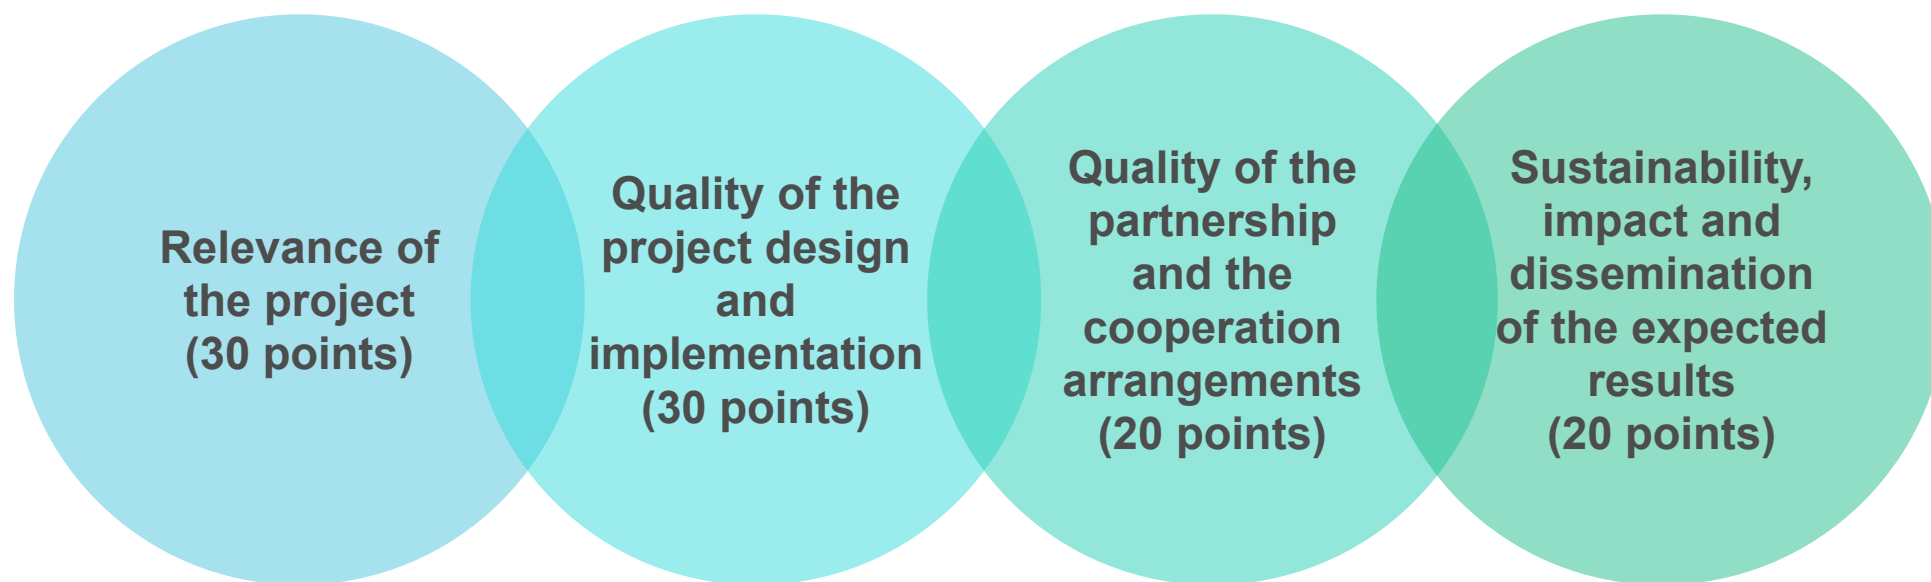 Relevance of
the project
(30 points)
Quality of the
project design
and
implementation
(30 points)
Quality of the
partnership
and the
cooperation
arrangements
(20 points)
Sustainability,
impact and
dissemination
of the expected
results
(20 points)